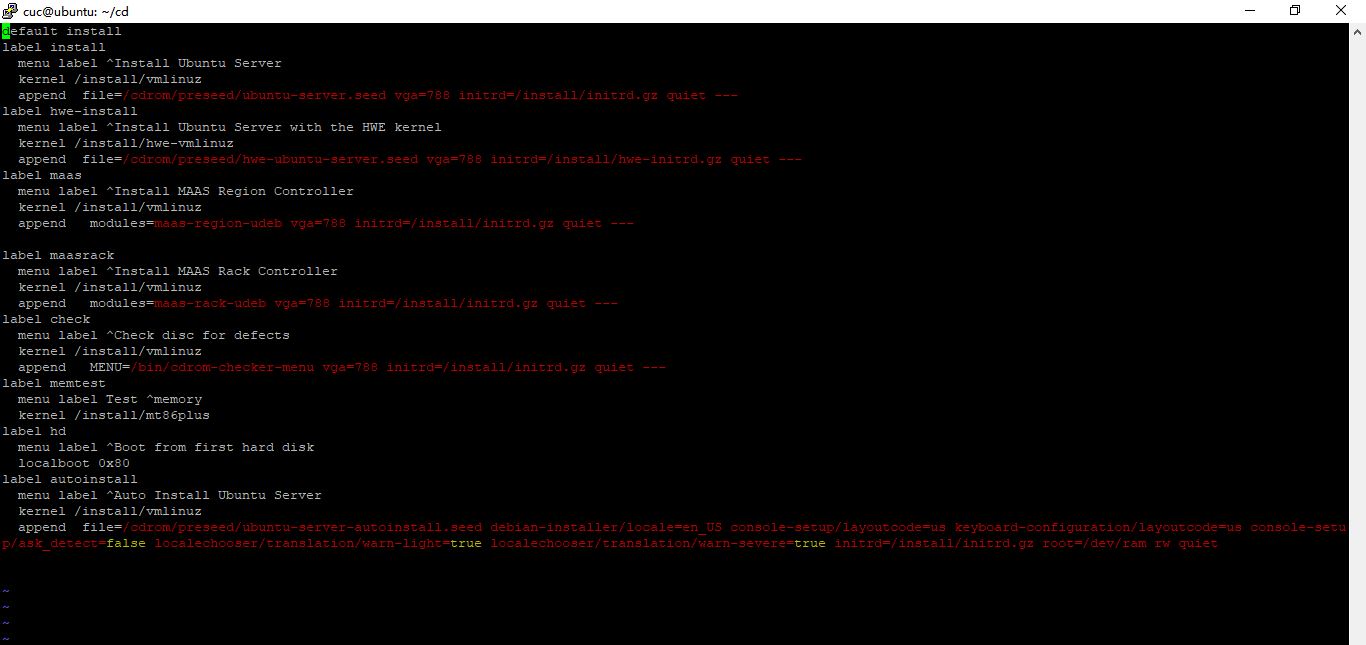 cuc@ubuntu: ~/cd
default install
label install
  menu label ^Install Ubuntu Server
  kernel /install/vmlinuz
  append  file=/cdrom/preseed/ubuntu-server.seed vga=788 initrd=/install/initrd.gz quiet ---
label hwe-install
  menu label ^Install Ubuntu Server with the HWE kernel
  kernel /install/hwe-vmlinuz
  append  file=/cdrom/preseed/hwe-ubuntu-server.seed vga=788 initrd=/install/hwe-initrd.gz quiet ---
label maas
  menu label ^Install MAAS Region Controller
  kernel /install/vmlinuz
  append   modules=maas-region-udeb vga=788 initrd=/install/initrd.gz quiet ---

label maasrack
  menu label ^Install MAAS Rack Controller
  kernel /install/vmlinuz
  append   modules=maas-rack-udeb vga=788 initrd=/install/initrd.gz quiet ---
label check
  menu label ^Check disc for defects
  kernel /install/vmlinuz
  append   MENU=/bin/cdrom-checker-menu vga=788 initrd=/install/initrd.gz quiet ---
label memtest
  menu label Test ^memory
  kernel /install/mt86plus
label hd
  menu label ^Boot from first hard disk
  localboot 0x80
label autoinstall
  menu label ^Auto Install Ubuntu Server
  kernel /install/vmlinuz
  append  file=/cdrom/preseed/ubuntu-server-autoinstall.seed debian-installer/locale=en_US console-setup/layoutcode=us keyboard-configuration/layoutcode=us console-setu
p/ask_detect=false localechooser/translation/warn-light=true localechooser/translation/warn-severe=true initrd=/install/initrd.gz root=/dev/ram rw quiet
~
~
~
~